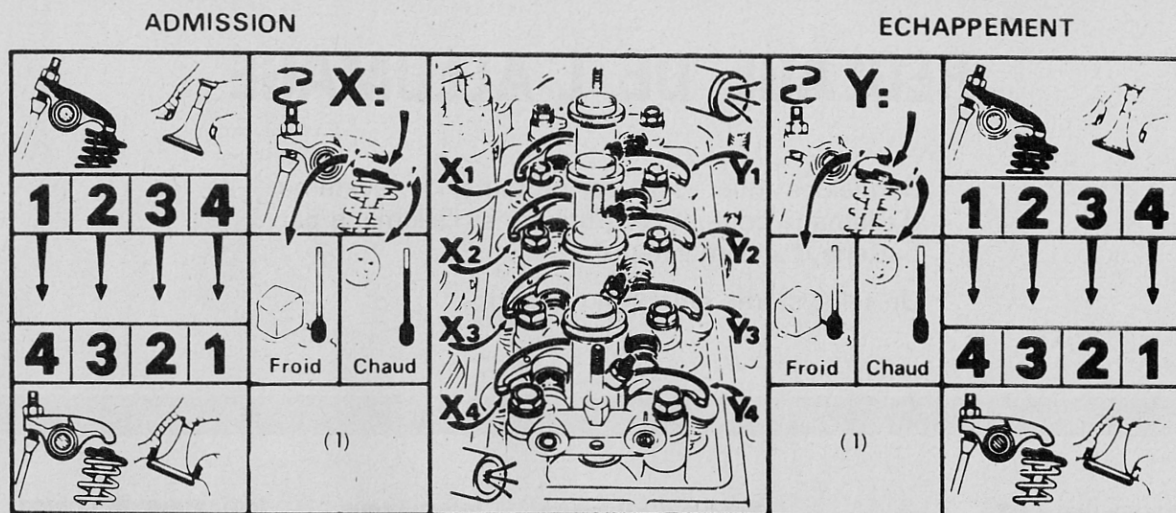 ADMISSION
ECHAPPEMENT
X:
Y:
1 2 3 4
X1
Y1
1 2 3 4
X2
Y2
X3
Y3
4 3 2 1
Froid Chaud
Froid Chaud
4 3 2 1
X4
Y4
(1)
(1)